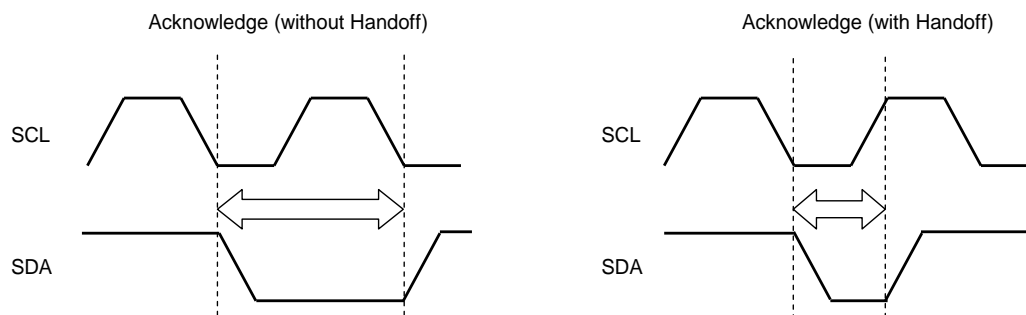 Acknowledge (without Handoff)
SCL
SDA
Acknowledge (with Handoff)
SCL
SDA